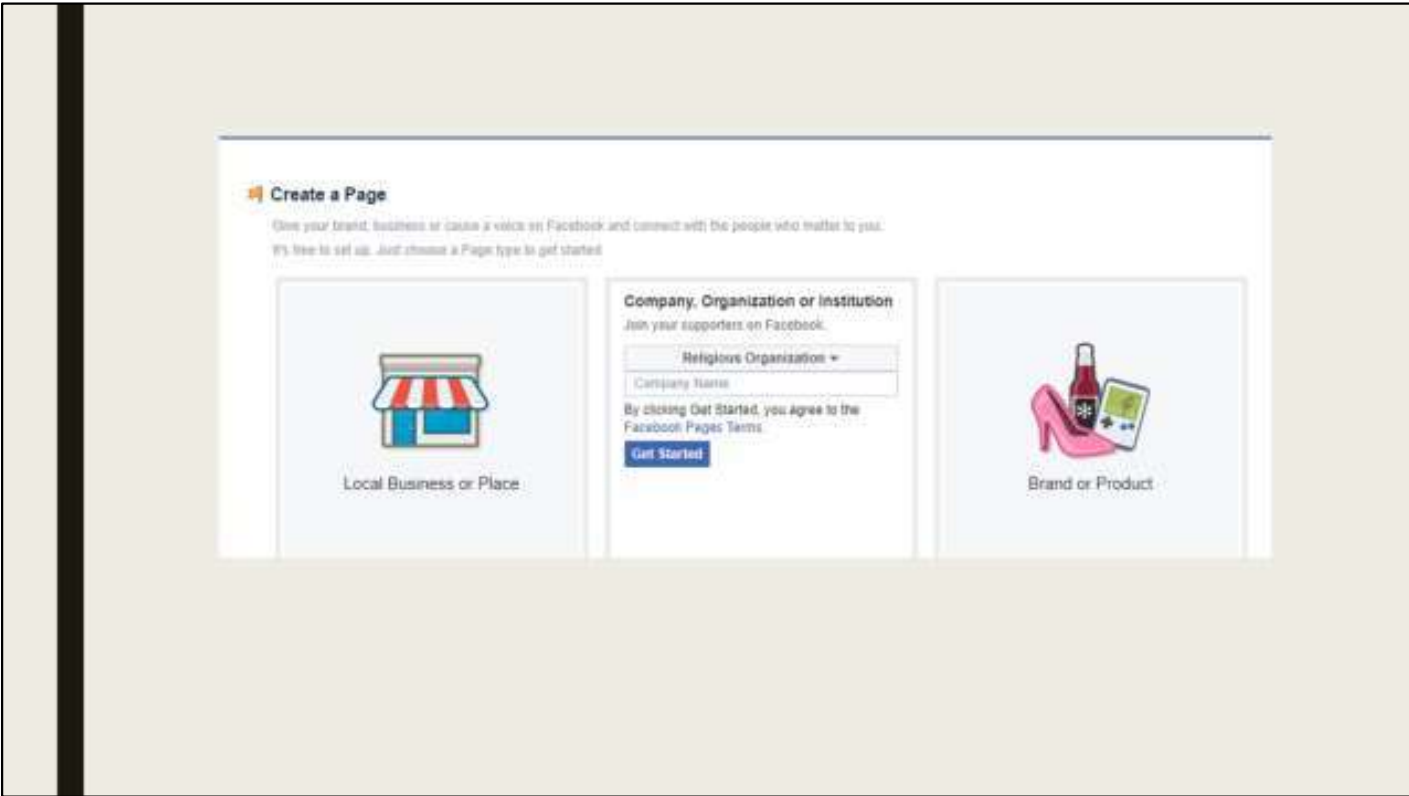 Create a Page
Give your brand, business or cause a voice on Facebook and connect with the people who matter to you.
It's free to set up. Just choose a Page type to get started
Local Business or Place
Company, Organization or Institution
Join your supporters on Facebook.
Religious Organization
Company Name
By clicking Get Started, you agree to the
Facebook Pages Terms
Get Started
Brand or Product